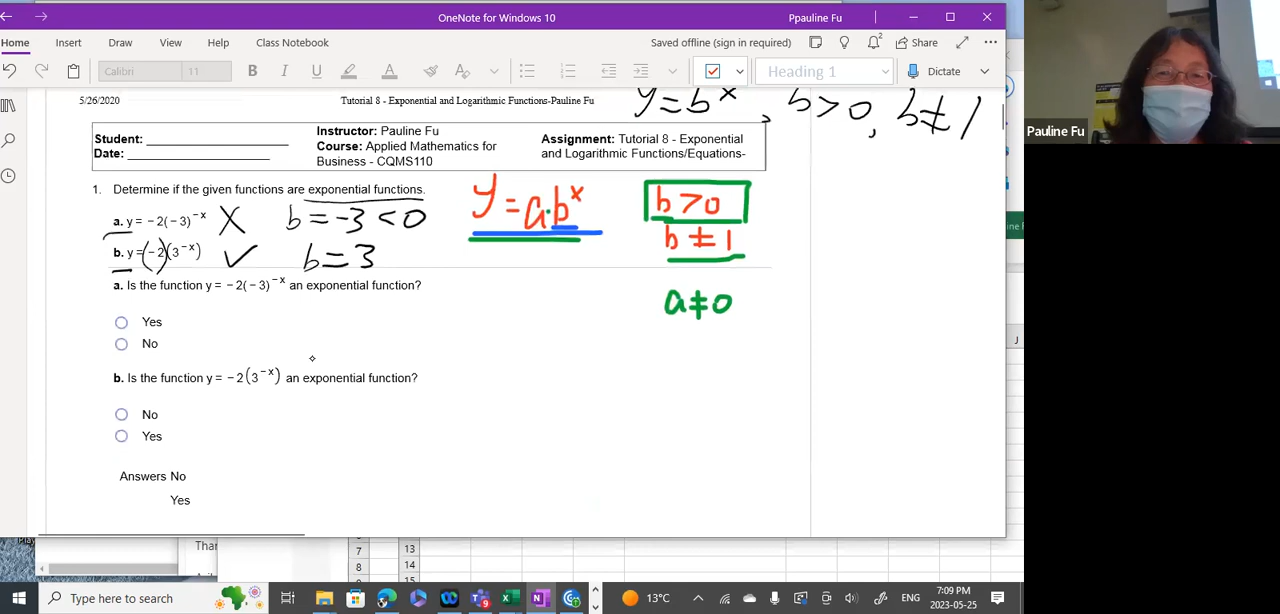 OneNote for Windows 10
Ppauline Fu
Home Insert Draw View Help Class Notebook
Saved offline (sign in required)
Share
Calibri 11
B I U A
Heading 1
Dictate
5/26/2020
Tutorial 8 - Exponential and Logarithmic Functions-Pauline Fu
y = b^x, b > 0, b ≠ 1
Student:
Date:
Instructor: Pauline Fu
Course: Applied Mathematics for
Business - CQMS110
Assignment: Tutorial 8 - Exponential
and Logarithmic Functions/Equations-
1. Determine if the given functions are exponential functions.
a. y = −2(−3)^−x X b = −3 < 0
b. y = (−2)(3^−x) ✓ b = 3
y = a·b^x
b > 0
b ≠ 1
a ≠ 0
a. Is the function y = −2(−3)^−x an exponential function?
Yes
No
b. Is the function y = −2(3^−x) an exponential function?
No
Yes
Answers No
Yes
Pauline Fu
J
7 13
8 14
15
Type here to search
13°C
ENG
7:09 PM
2023-05-25